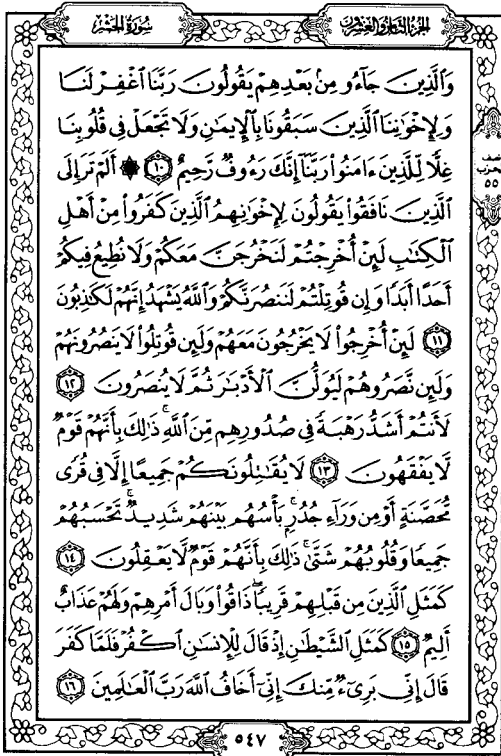 سورة الحشر
الجزء الثامن والعشرون
وَالَّذِينَ جَآءُو مِنۢ بَعْدِهِمْ يَقُولُونَ رَبَّنَا ٱغْفِرْ لَنَا
وَلِإِخْوَٰنِنَا ٱلَّذِينَ سَبَقُونَا بِٱلْإِيمَٰنِ وَلَا تَجْعَلْ فِى قُلُوبِنَا
غِلًّا لِّلَّذِينَ ءَامَنُوا۟ رَبَّنَآ إِنَّكَ رَءُوفٌ رَّحِيمٌ ١٠ ۞ أَلَمْ تَرَ إِلَى
ٱلَّذِينَ نَافَقُوا۟ يَقُولُونَ لِإِخْوَٰنِهِمُ ٱلَّذِينَ كَفَرُوا۟ مِنْ أَهْلِ
ٱلْكِتَٰبِ لَئِنْ أُخْرِجْتُمْ لَنَخْرُجَنَّ مَعَكُمْ وَلَا نُطِيعُ فِيكُمْ
أَحَدًا أَبَدًا وَإِن قُوتِلْتُمْ لَنَنصُرَنَّكُمْ وَٱللَّهُ يَشْهَدُ إِنَّهُمْ لَكَٰذِبُونَ
١١ لَئِنْ أُخْرِجُوا۟ لَا يَخْرُجُونَ مَعَهُمْ وَلَئِن قُوتِلُوا۟ لَا يَنصُرُونَهُمْ
وَلَئِن نَّصَرُوهُمْ لَيُوَلُّنَّ ٱلْأَدْبَٰرَ ثُمَّ لَا يُنصَرُونَ ١٢
لَأَنتُمْ أَشَدُّ رَهْبَةً فِى صُدُورِهِم مِّنَ ٱللَّهِ ۚ ذَٰلِكَ بِأَنَّهُمْ قَوْمٌ
لَّا يَفْقَهُونَ ١٣ لَا يُقَٰتِلُونَكُمْ جَمِيعًا إِلَّا فِى قُرًى
مُّحَصَّنَةٍ أَوْ مِن وَرَآءِ جُدُرٍۭ ۚ بَأْسُهُم بَيْنَهُمْ شَدِيدٌ ۚ تَحْسَبُهُمْ
جَمِيعًا وَقُلُوبُهُمْ شَتَّىٰ ۚ ذَٰلِكَ بِأَنَّهُمْ قَوْمٌ لَّا يَعْقِلُونَ ١٤
كَمَثَلِ ٱلَّذِينَ مِن قَبْلِهِمْ قَرِيبًا ۖ ذَاقُوا۟ وَبَالَ أَمْرِهِمْ وَلَهُمْ عَذَابٌ
أَلِيمٌ ١٥ كَمَثَلِ ٱلشَّيْطَٰنِ إِذْ قَالَ لِلْإِنسَٰنِ ٱكْفُرْ فَلَمَّا كَفَرَ
قَالَ إِنِّى بَرِىٓءٌ مِّنكَ إِنِّىٓ أَخَافُ ٱللَّهَ رَبَّ ٱلْعَٰلَمِينَ ١٦
نصف
الحزب
٥٥
٥٤٧